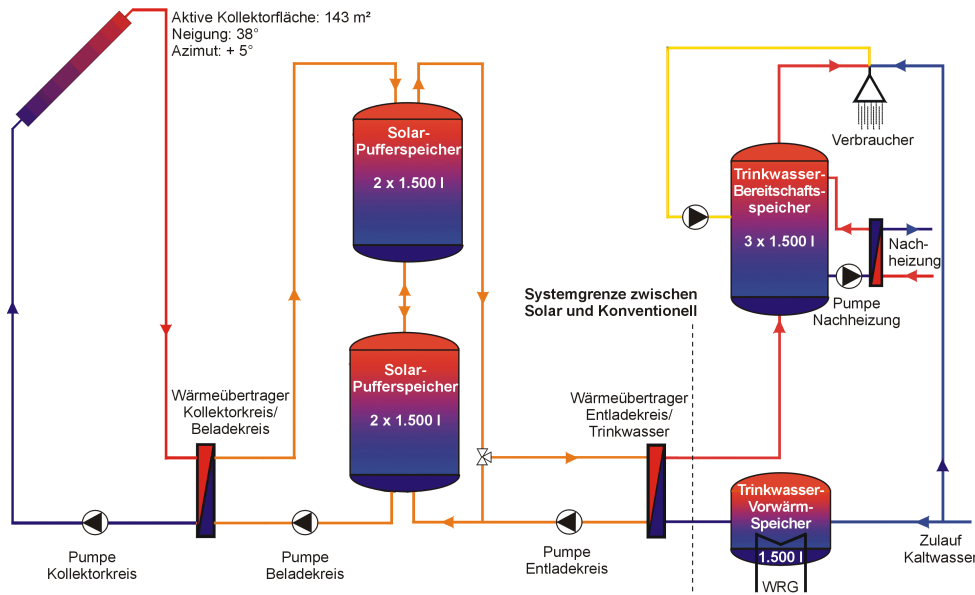 Aktive Kollektorfläche: 143 m²
Neigung: 38°
Azimut: + 5°
Solar-
Pufferspeicher
2 x 1.500 l
Solar-
Pufferspeicher
2 x 1.500 l
Wärmeübertrager
Kollektorkreis/
Beladekreis
Pumpe
Kollektorkreis
Pumpe
Beladekreis
Pumpe
Entladekreis
Wärmeübertrager
Entladekreis/
Trinkwasser
Systemgrenze zwischen
Solar und Konventionell
Verbraucher
Trinkwasser-
Bereitschafts-
speicher
3 x 1.500 l
Nach-
heizung
Pumpe
Nachheizung
Trinkwasser-
Vorwärm-
Speicher
1.500 l
WRG
Zulauf
Kaltwasser